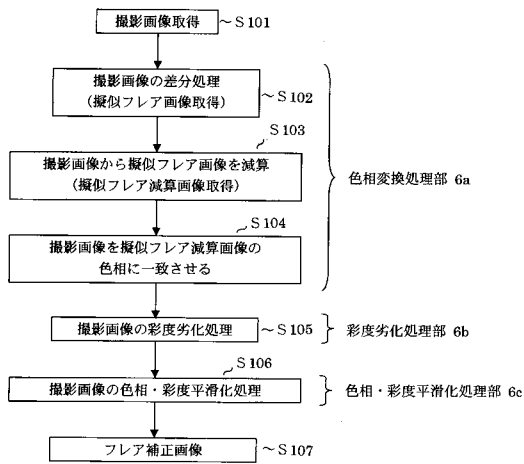 撮影画像取得 ～S101
撮影画像の差分処理
(擬似フレア画像取得) ～S102
S103
撮影画像から擬似フレア画像を減算
(擬似フレア減算画像取得)
色相変換処理部 6a
S104
撮影画像を擬似フレア減算画像の
色相に一致させる
撮影画像の彩度劣化処理 ～S105 彩度劣化処理部 6b
S106
撮影画像の色相・彩度平滑化処理 色相・彩度平滑化処理部 6c
フレア補正画像 ～S107